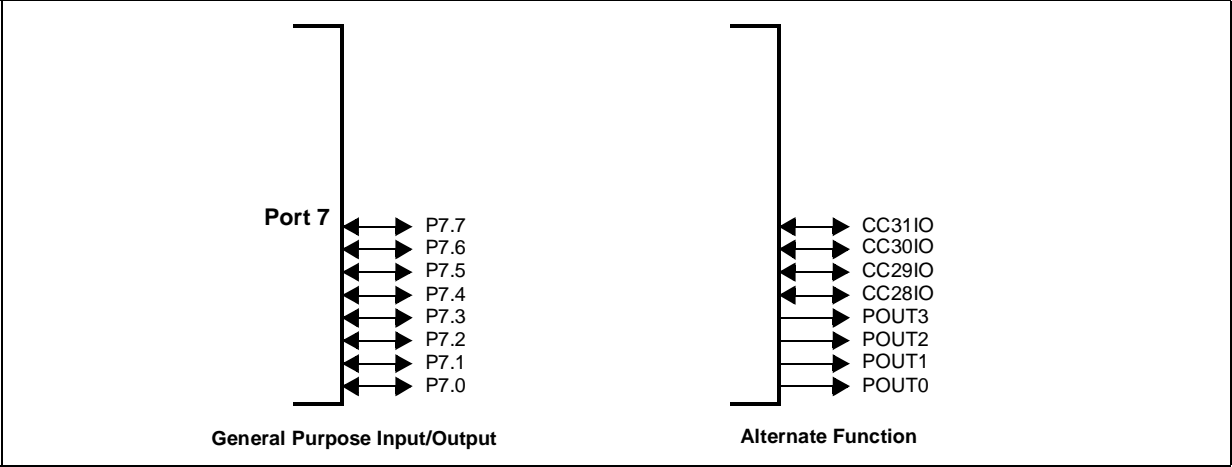 Port 7
P7.7
P7.6
P7.5
P7.4
P7.3
P7.2
P7.1
P7.0
General Purpose Input/Output
CC31IO
CC30IO
CC29IO
CC28IO
POUT3
POUT2
POUT1
POUT0
Alternate Function